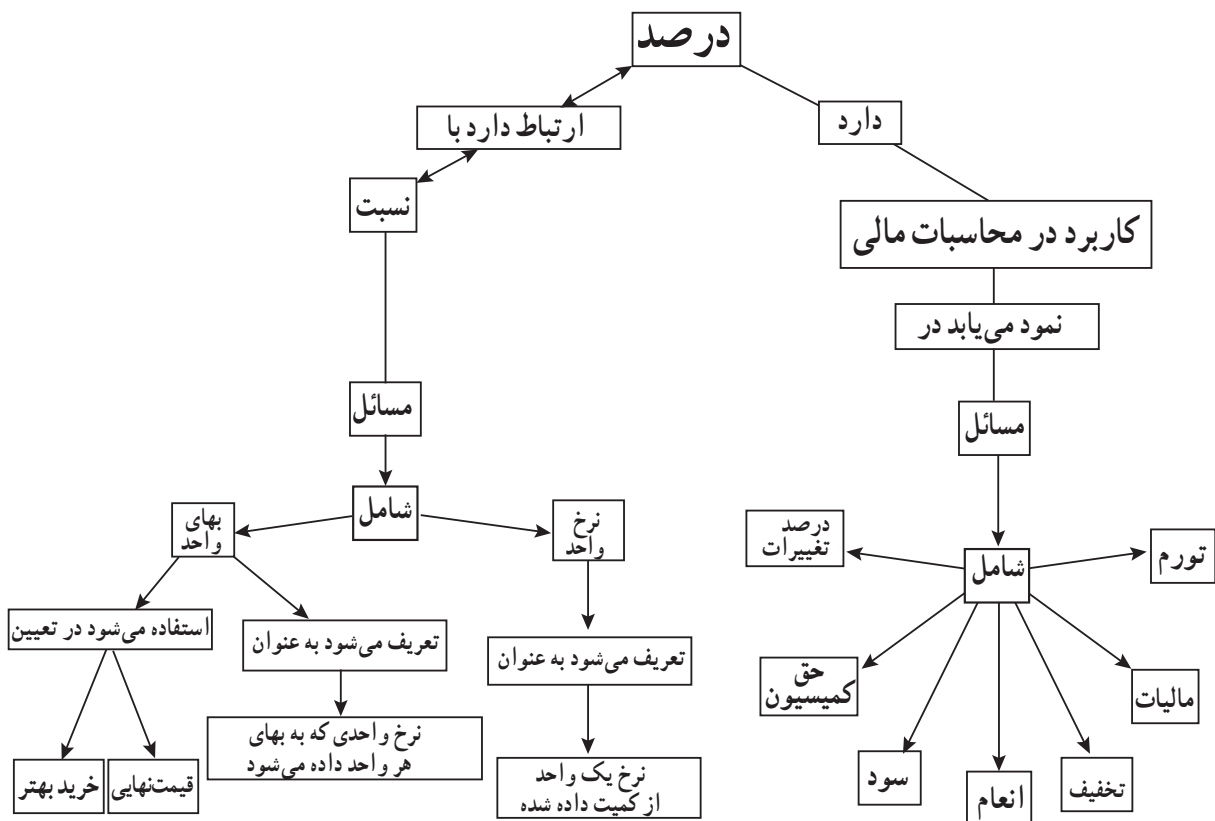 درصد
دارد
ارتباط دارد با
نسبت
کاربرد در محاسبات مالی
نمود می‌یابد در
مسائل
مسائل
شامل
نرخ
واحد
بهای
واحد
درصد
تغییرات
تورم
شامل
استفاده می‌شود در تعیین
تعریف می‌شود به عنوان
تعریف می‌شود به عنوان
حق
کمیسیون
مالیات
نرخ واحدی که به بهای
هر واحد داده می‌شود
خرید بهتر
قیمت‌نهایی
نرخ یک واحد
از کمیت داده شده
سود
انعام
تخفیف